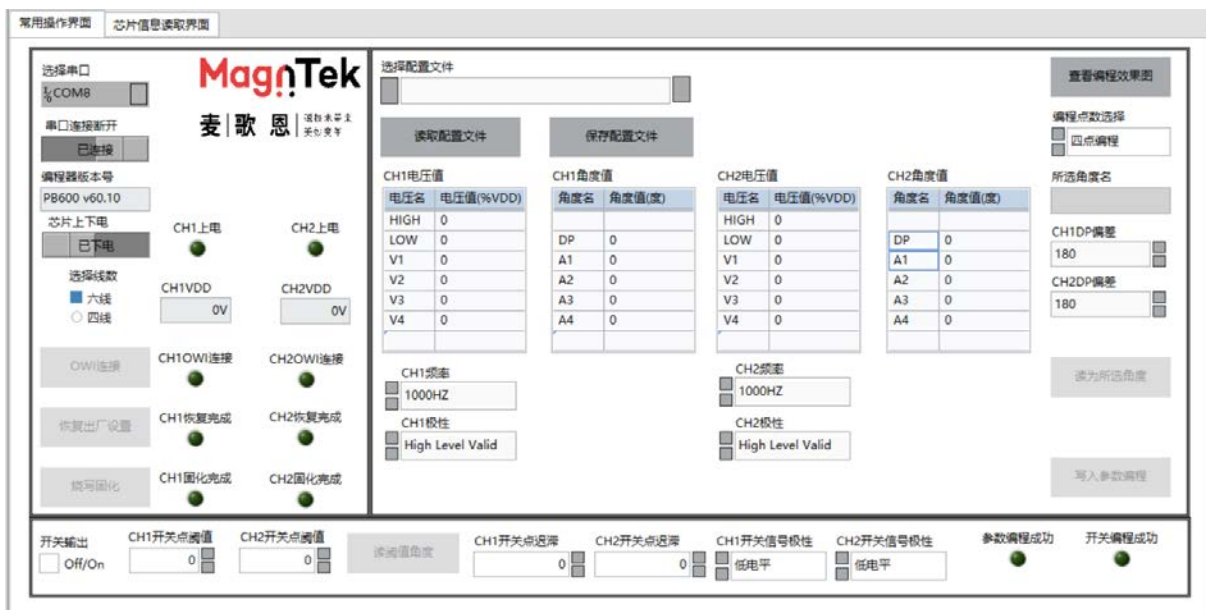 常用操作界面 芯片信息读取界面
选择串口
COM8
串口连接断开
已连接
编程器版本号
PB600 v60.10
芯片上下电
已下电
选择线数
六线
四线
MagnTek
麦歌恩
CH1上电 CH2上电
CH1VDD CH2VDD
0V 0V
OWI连接 CH1OWI连接 CH2OWI连接
恢复出厂设置 CH1恢复完成 CH2恢复完成
烧写固化 CH1固化完成 CH2固化完成
选择配置文件
读取配置文件 保存配置文件
CH1电压值
电压名 电压值(%VDD)
HIGH 0
LOW 0
V1 0
V2 0
V3 0
V4 0
CH1角度值
角度名 角度值(度)
DP 0
A1 0
A2 0
A3 0
A4 0
CH2电压值
电压名 电压值(%VDD)
HIGH 0
LOW 0
V1 0
V2 0
V3 0
V4 0
CH2角度值
角度名 角度值(度)
DP 0
A1 0
A2 0
A3 0
A4 0
CH1频率
1000HZ
CH1极性
High Level Valid
CH2频率
1000HZ
CH2极性
High Level Valid
查看编程效果图
编程点数选择
四点编程
所选角度名
CH1DP偏差
180
CH2DP偏差
180
读为所选角度
写入参数编程
开关输出
Off/On
CH1开关点阈值
0
CH2开关点阈值
0
读阈值角度
CH1开关点迟滞
0
CH2开关点迟滞
0
CH1开关信号极性
低电平
CH2开关信号极性
低电平
参数编程成功 开关编程成功